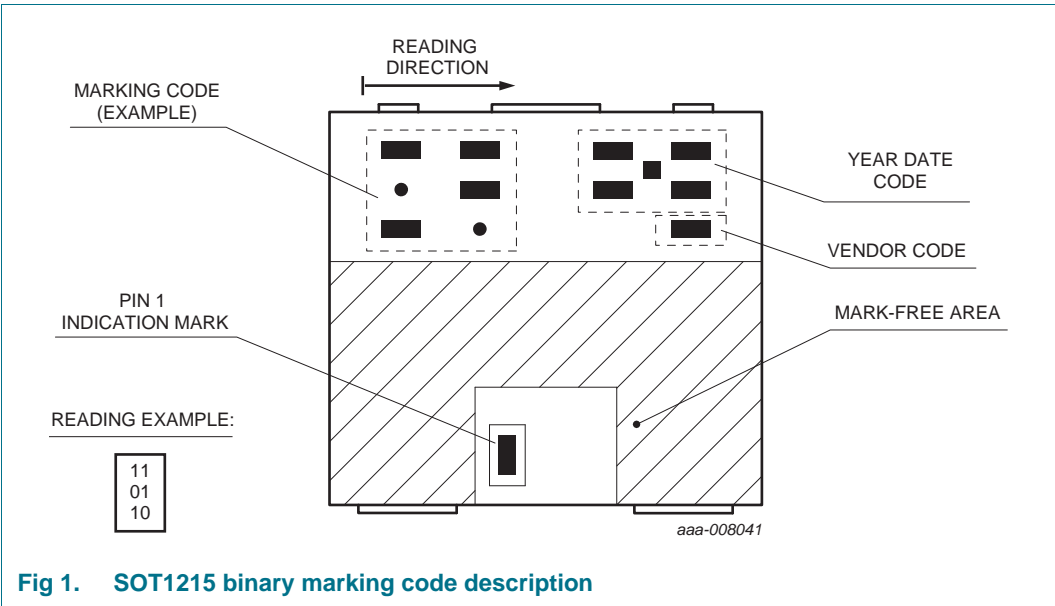 READING
DIRECTION
MARKING CODE
(EXAMPLE)
YEAR DATE
CODE
VENDOR CODE
PIN 1
INDICATION MARK
MARK-FREE AREA
READING EXAMPLE:
11
01
10
aaa-008041
Fig 1. SOT1215 binary marking code description